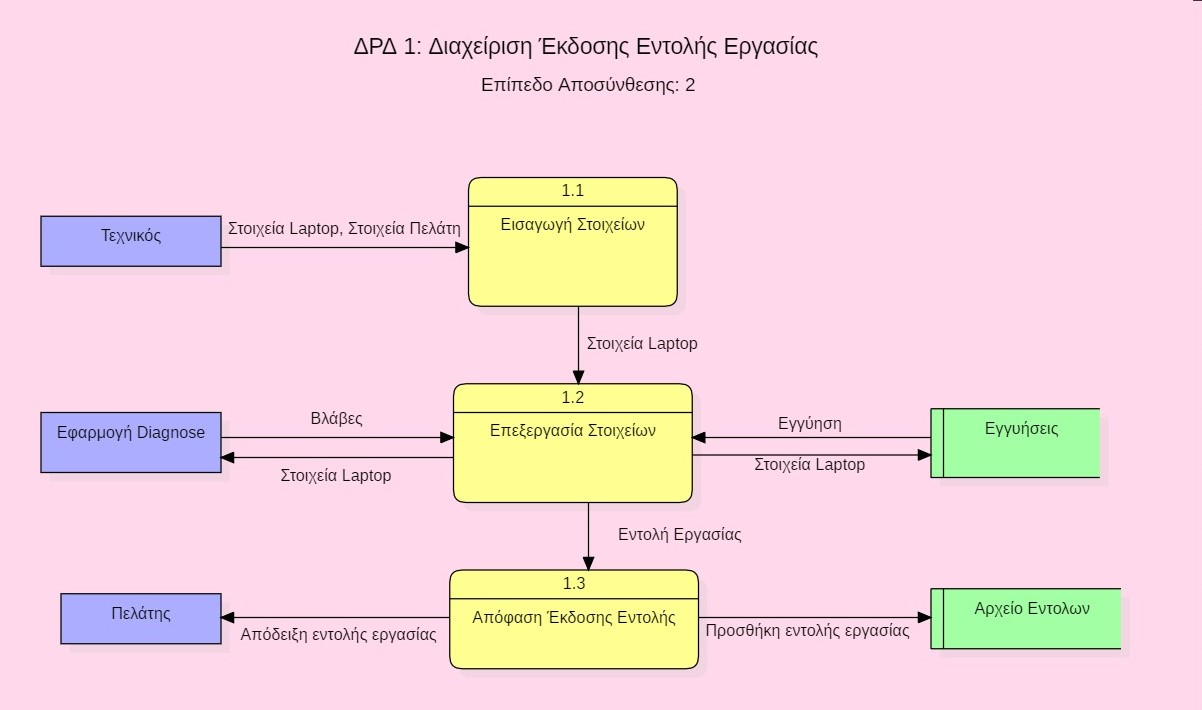 ΔΡΔ 1: Διαχείριση Έκδοσης Εντολής Εργασίας
Επίπεδο Αποσύνθεσης: 2
1.1
Τεχνικός
Στοιχεία Laptop, Στοιχεία Πελάτη
Εισαγωγή Στοιχείων
Στοιχεία Laptop
1.2
Εφαρμογή Diagnose
Βλάβες
Επεξεργασία Στοιχείων
Εγγύηση
Εγγυήσεις
Στοιχεία Laptop
Στοιχεία Laptop
Εντολή Εργασίας
1.3
Πελάτης
Απόδειξη εντολής εργασίας
Απόφαση Έκδοσης Εντολής
Προσθήκη εντολής εργασίας
Αρχείο Εντολων